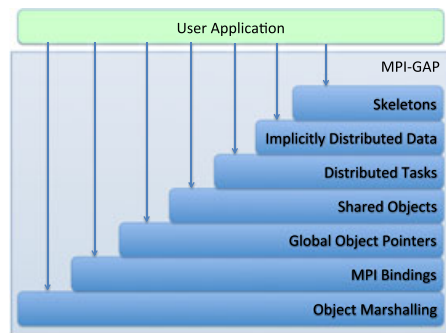 User Application
MPI-GAP
Skeletons
Implicitly Distributed Data
Distributed Tasks
Shared Objects
Global Object Pointers
MPI Bindings
Object Marshalling